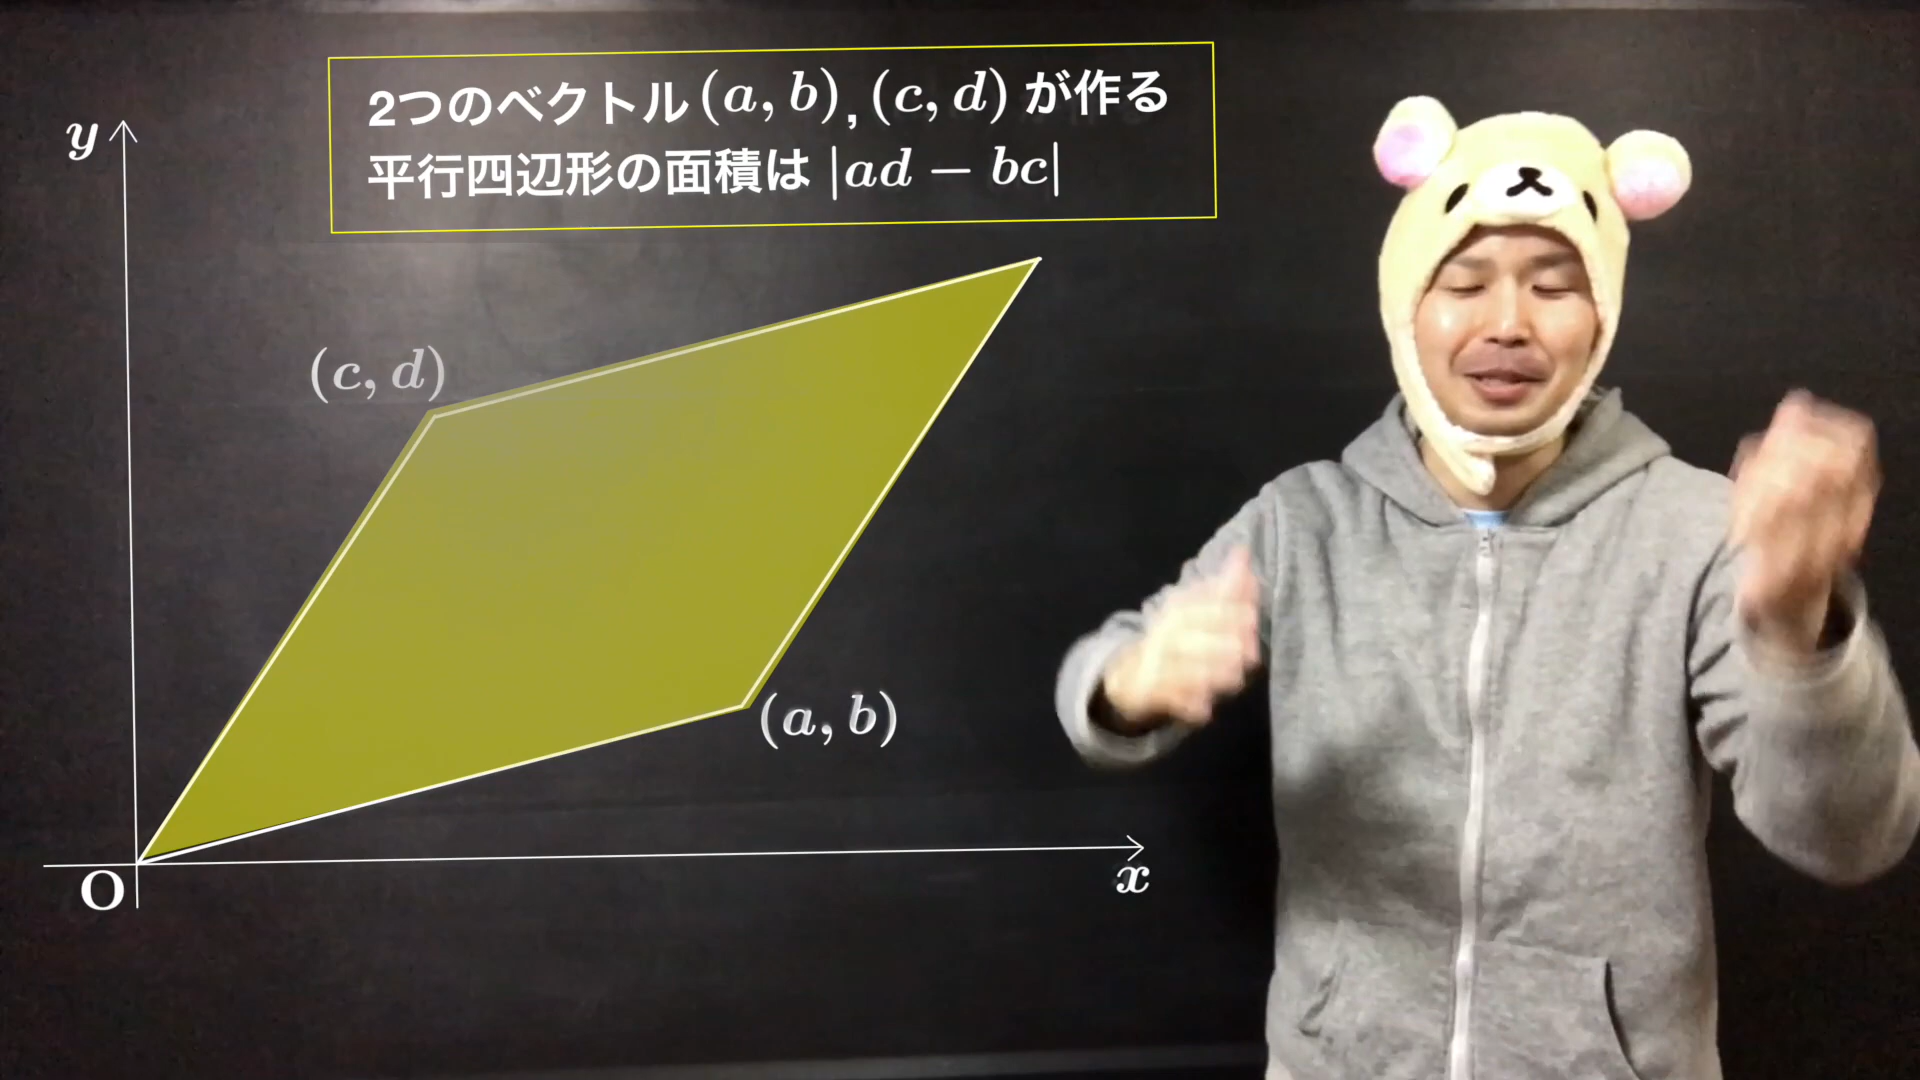 2つのベクトル(a, b), (c, d) が作る
平行四辺形の面積は |ad − bc|
y
(c, d)
(a, b)
O
x